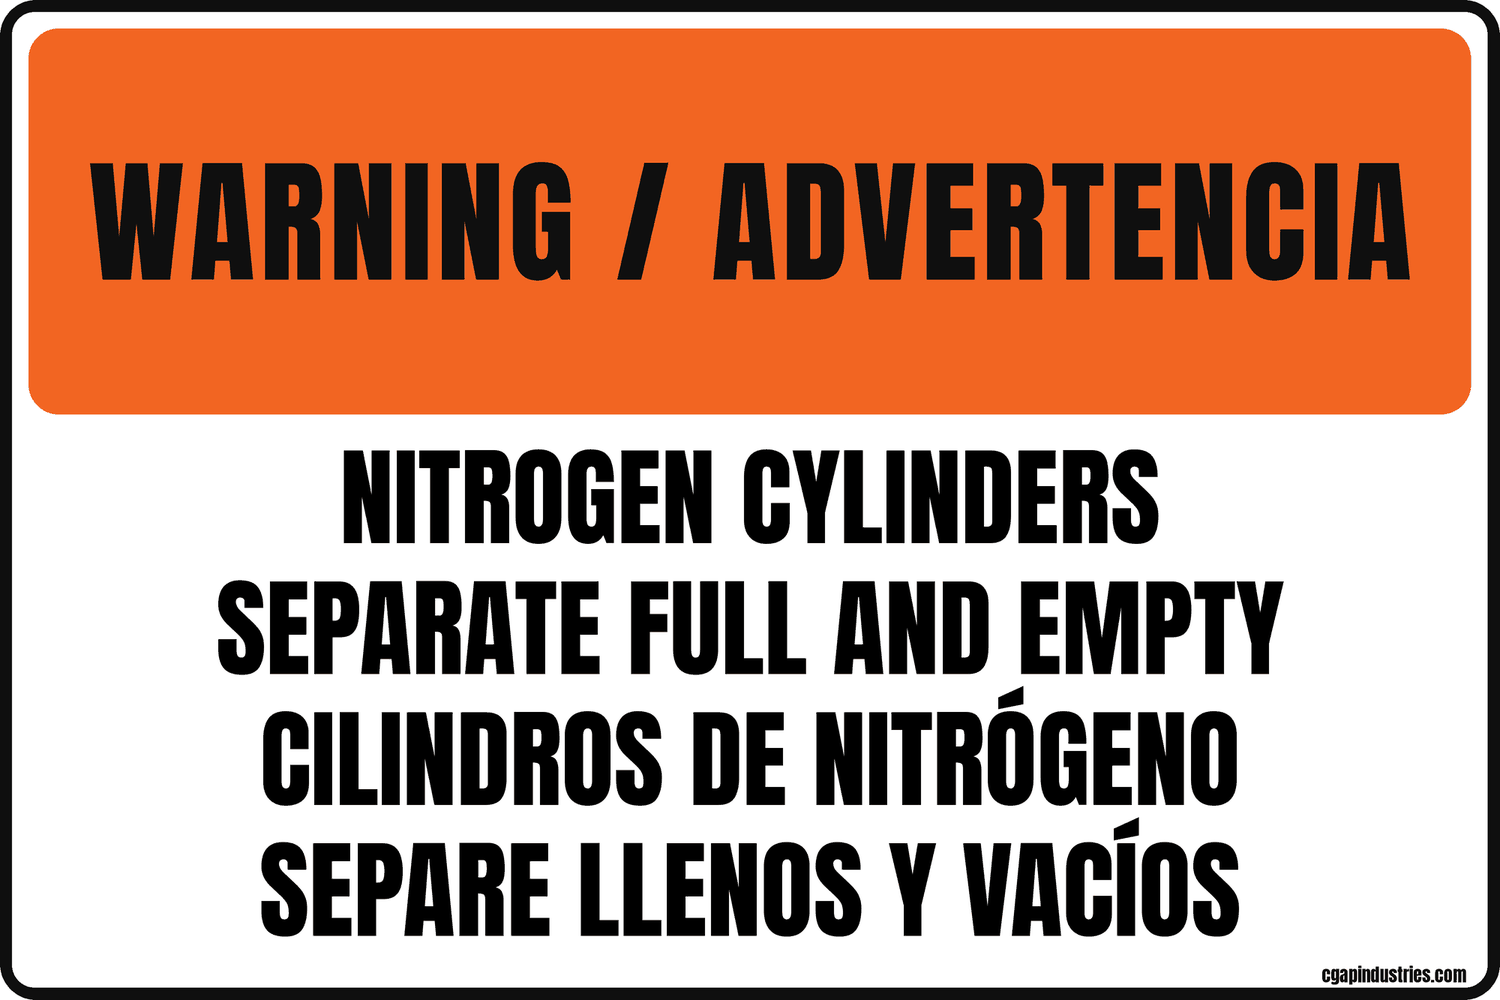 WARNING / ADVERTENCIA
NITROGEN CYLINDERS
SEPARATE FULL AND EMPTY
CILINDROS DE NITRÓGENO
SEPARE LLENOS Y VACÍOS
cgapindustries.com